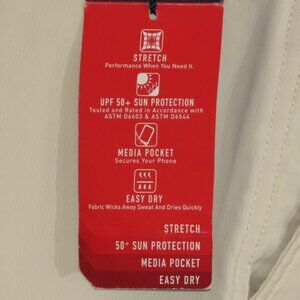 STRETCH
Performance When You Need It.
UPF 50+ SUN PROTECTION
Tested and Rated in Accordance with
ASTM D6603 & ASTM D6544
MEDIA POCKET
Secures Your Phone
EASY DRY
Fabric Wicks Away Sweat And Dries Quickly
STRETCH
50+ SUN PROTECTION
MEDIA POCKET
EASY DRY